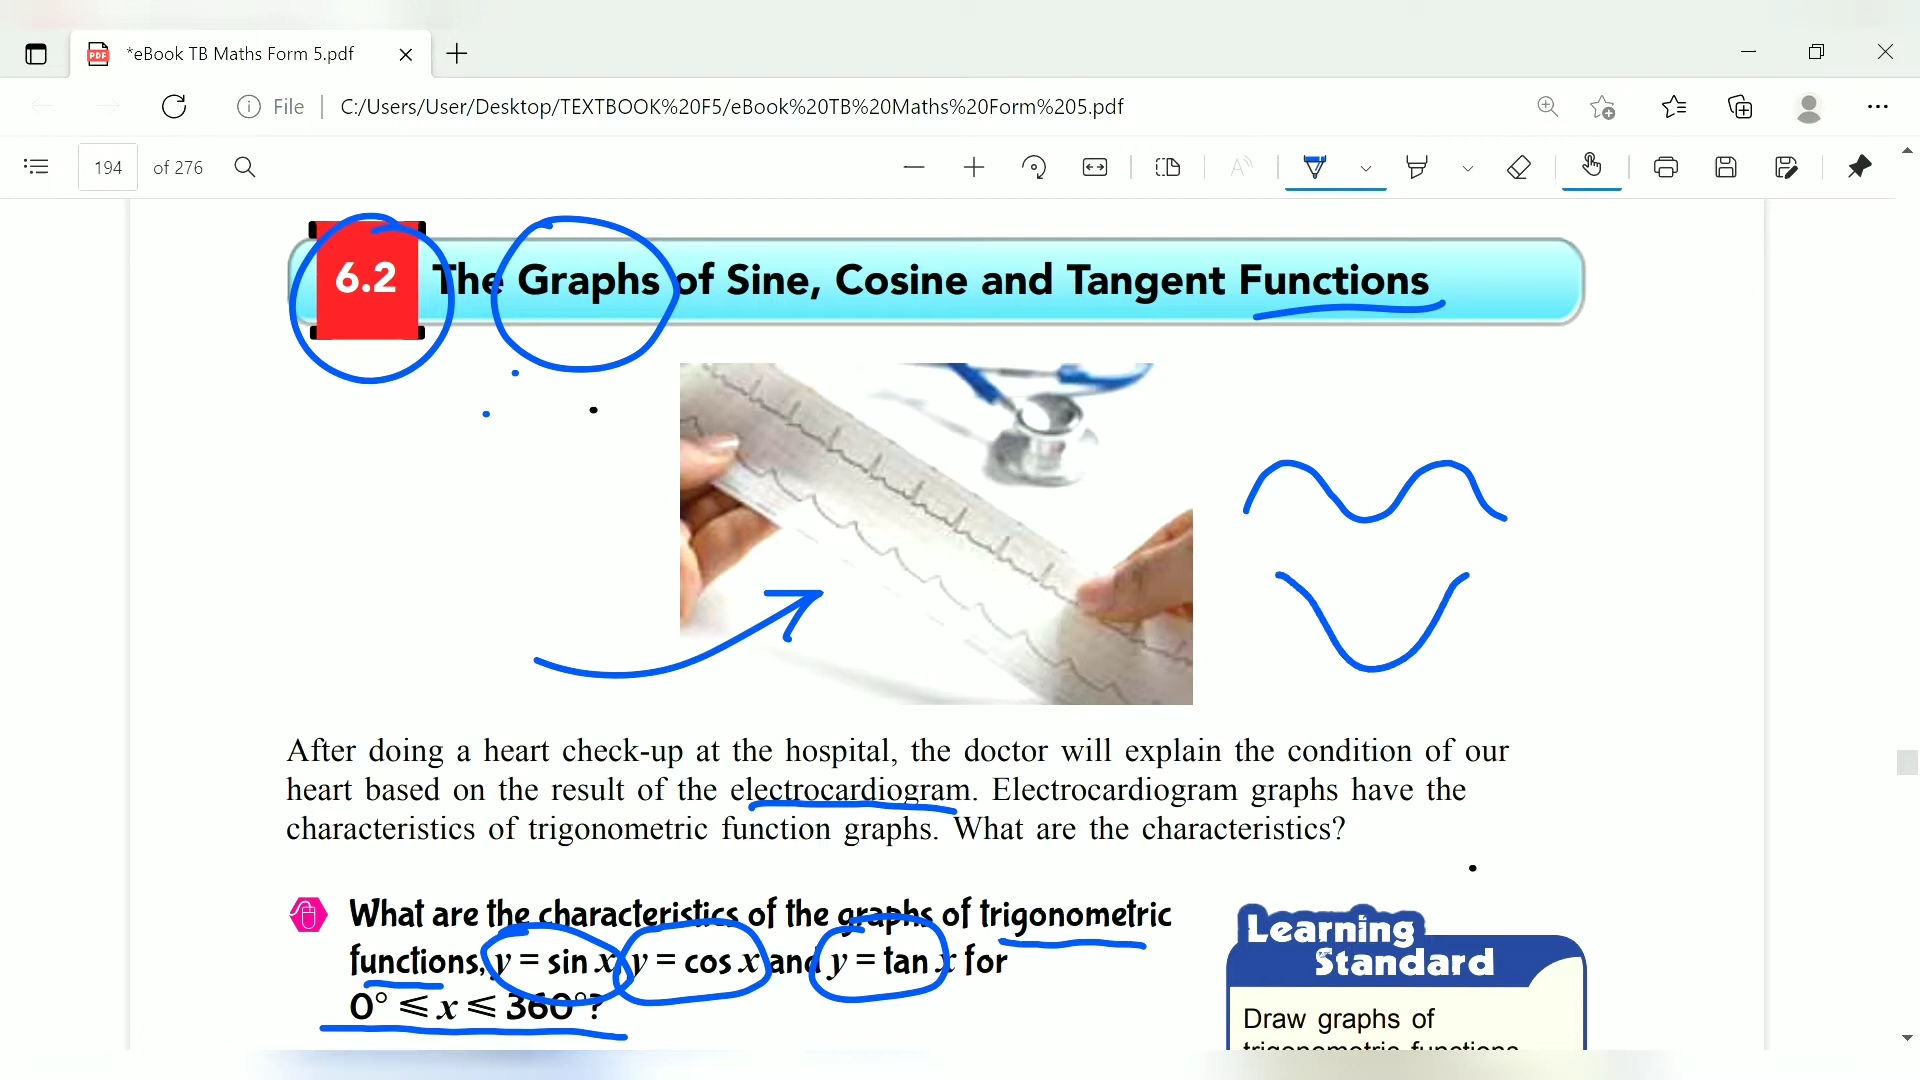 *eBook TB Maths Form 5.pdf
File
C:/Users/User/Desktop/TEXTBOOK%20F5/eBook%20TB%20Maths%20Form%205.pdf
194 of 276
6.2 The Graphs of Sine, Cosine and Tangent Functions
After doing a heart check-up at the hospital, the doctor will explain the condition of our
heart based on the result of the electrocardiogram. Electrocardiogram graphs have the
characteristics of trigonometric function graphs. What are the characteristics?
What are the characteristics of the graphs of trigonometric
functions, y = sin x, y = cos x and y = tan x for
0° ⩽ x ⩽ 360°?
Learning
Standard
Draw graphs of
trigonometric functions